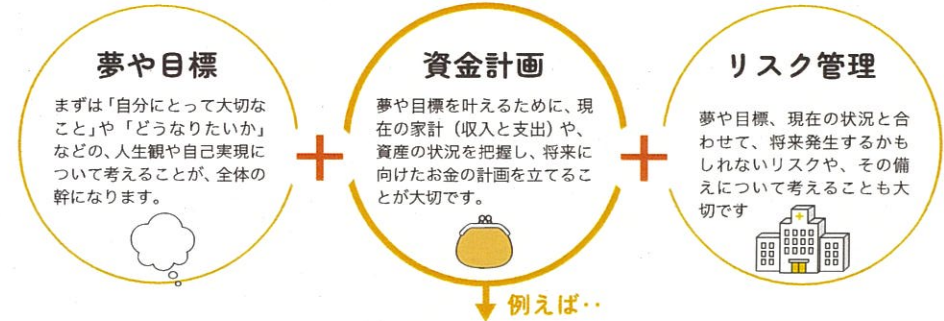 夢や目標
まずは「自分にとって大切な
こと」や「どうなりたいか」
などの、人生観や自己実現に
ついて考えることが、全体の
幹になります。
資金計画
夢や目標を叶えるために、現
在の家計（収入と支出）や、
資産の状況を把握し、将来に
向けたお金の計画を立てるこ
とが大切です。
リスク管理
夢や目標、現在の状況と合
わせて、将来発生するかも
しれないリスクや、その備
えについて考えることも大
切です
例えば‥